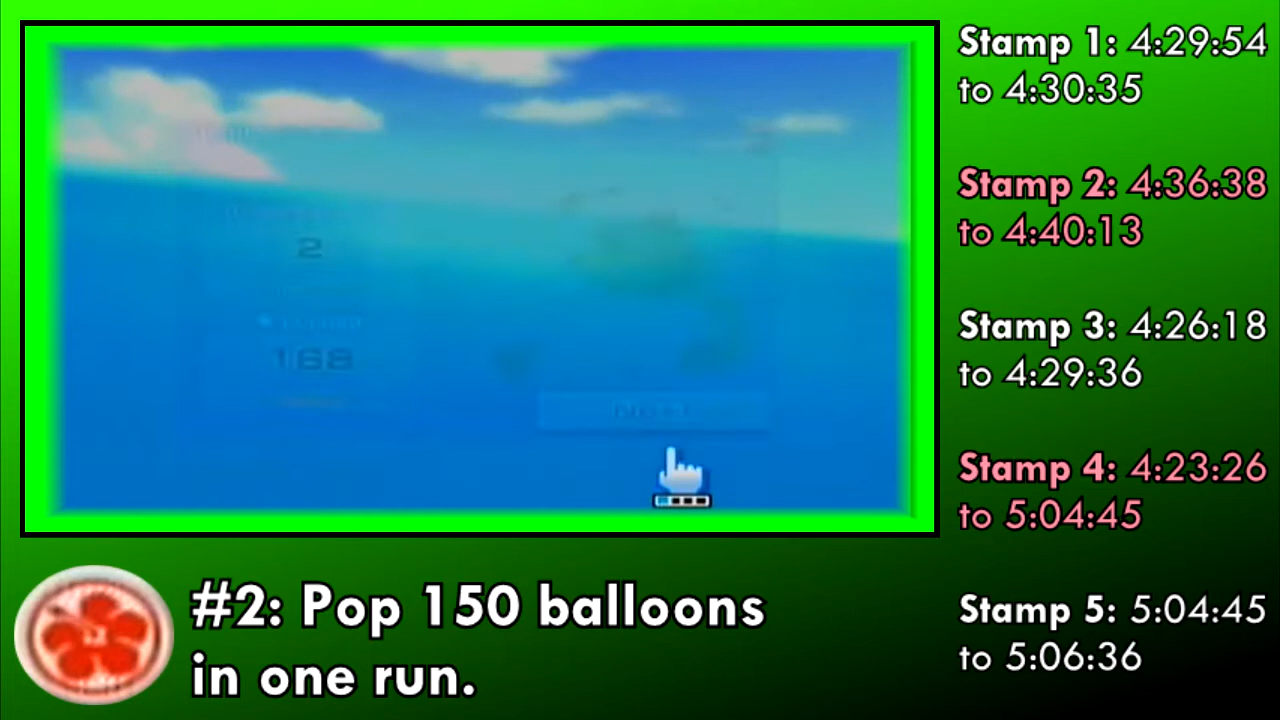 Stamp 1: 4:29:54
to 4:30:35
Stamp 2: 4:36:38
to 4:40:13
Stamp 3: 4:26:18
to 4:29:36
Stamp 4: 4:23:26
to 5:04:45
Stamp 5: 5:04:45
to 5:06:36
2
168
#2: Pop 150 balloons
in one run.